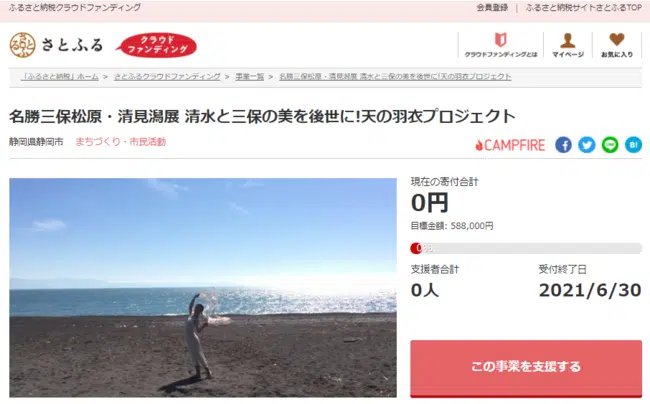 ふるさと納税クラウドファンディング
会員登録 | ふるさと納税サイトさとふるTOP
さとふる
クラウド
ファンディング
クラウドファンディングとは
マイページ
お気に入り
「ふるさと納税」ホーム > さとふるクラウドファンディング > 事業一覧 > 名勝三保松原・清見潟展 清水と三保の美を後世に!天の羽衣プロジェクト
名勝三保松原・清見潟展 清水と三保の美を後世に!天の羽衣プロジェクト
静岡県静岡市 まちづくり・市民活動
CAMPFIRE
B!
現在の寄付合計
0円
目標金額: 588,000円
0%
支援者合計
0人
受付終了日
2021/6/30
この事業を支援する